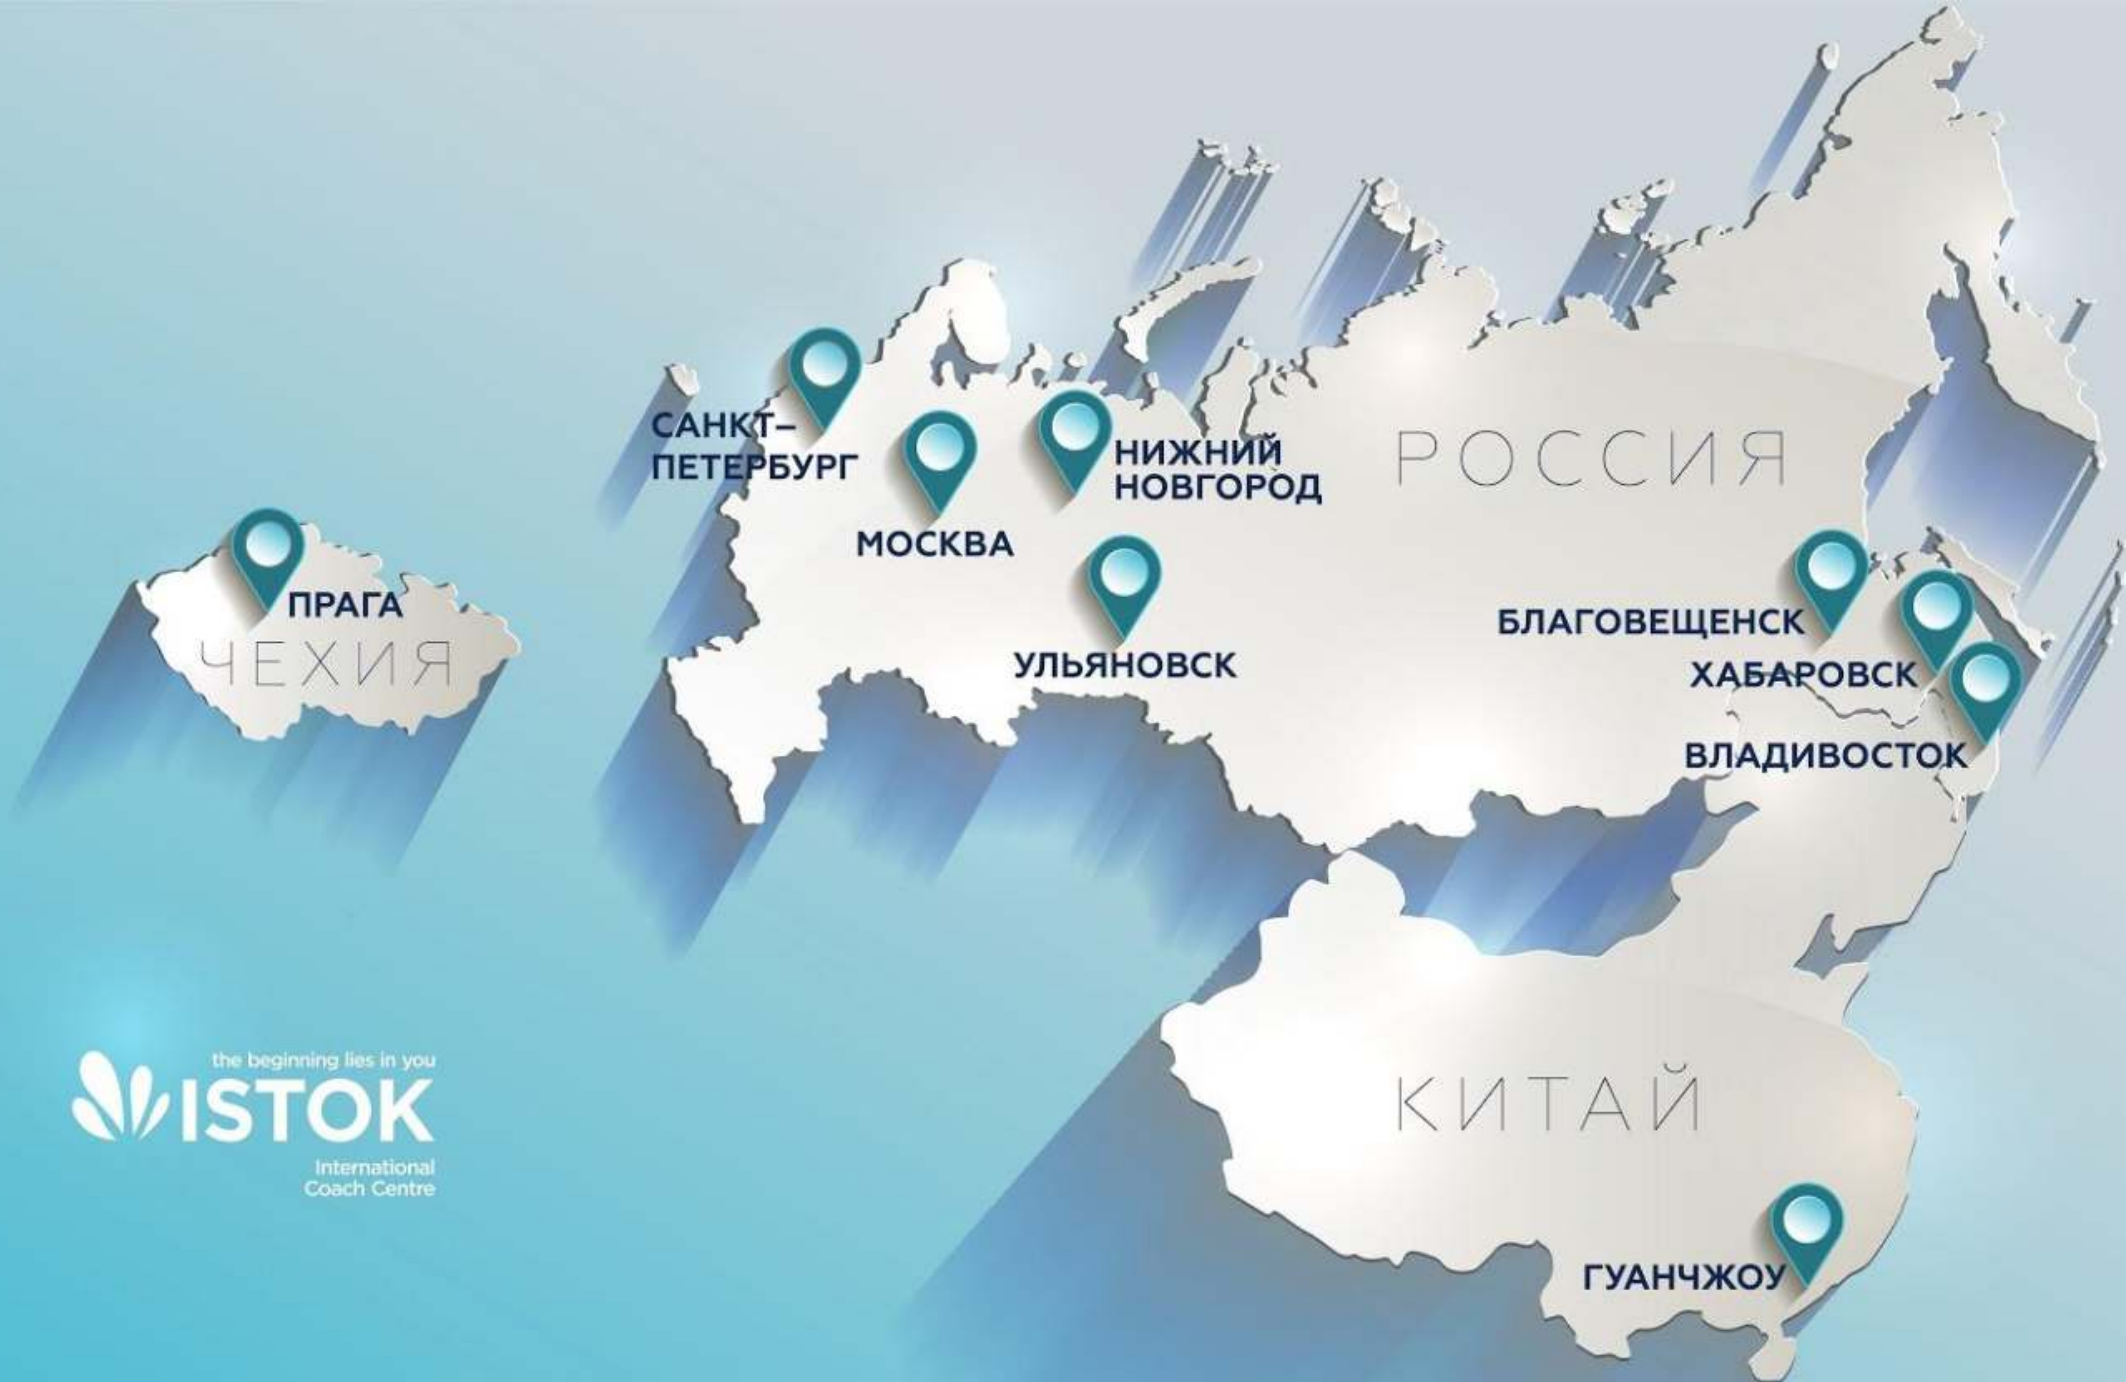 САНКТ–
ПЕТЕРБУРГ
НИЖНИЙ
НОВГОРОД
РОССИЯ
МОСКВА
ПРАГА
ЧЕХИЯ
УЛЬЯНОВСК
БЛАГОВЕЩЕНСК
ХАБАРОВСК
ВЛАДИВОСТОК
the beginning lies in you
ISTOK
International
Coach Centre
КИТАЙ
ГУАНЧЖОУ